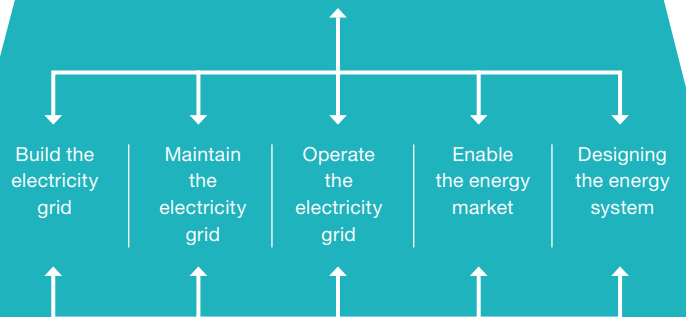 Build the
electricity
grid
Maintain
the
electricity
grid
Operate
the
electricity
grid
Enable
the energy
market
Designing
the energy
system